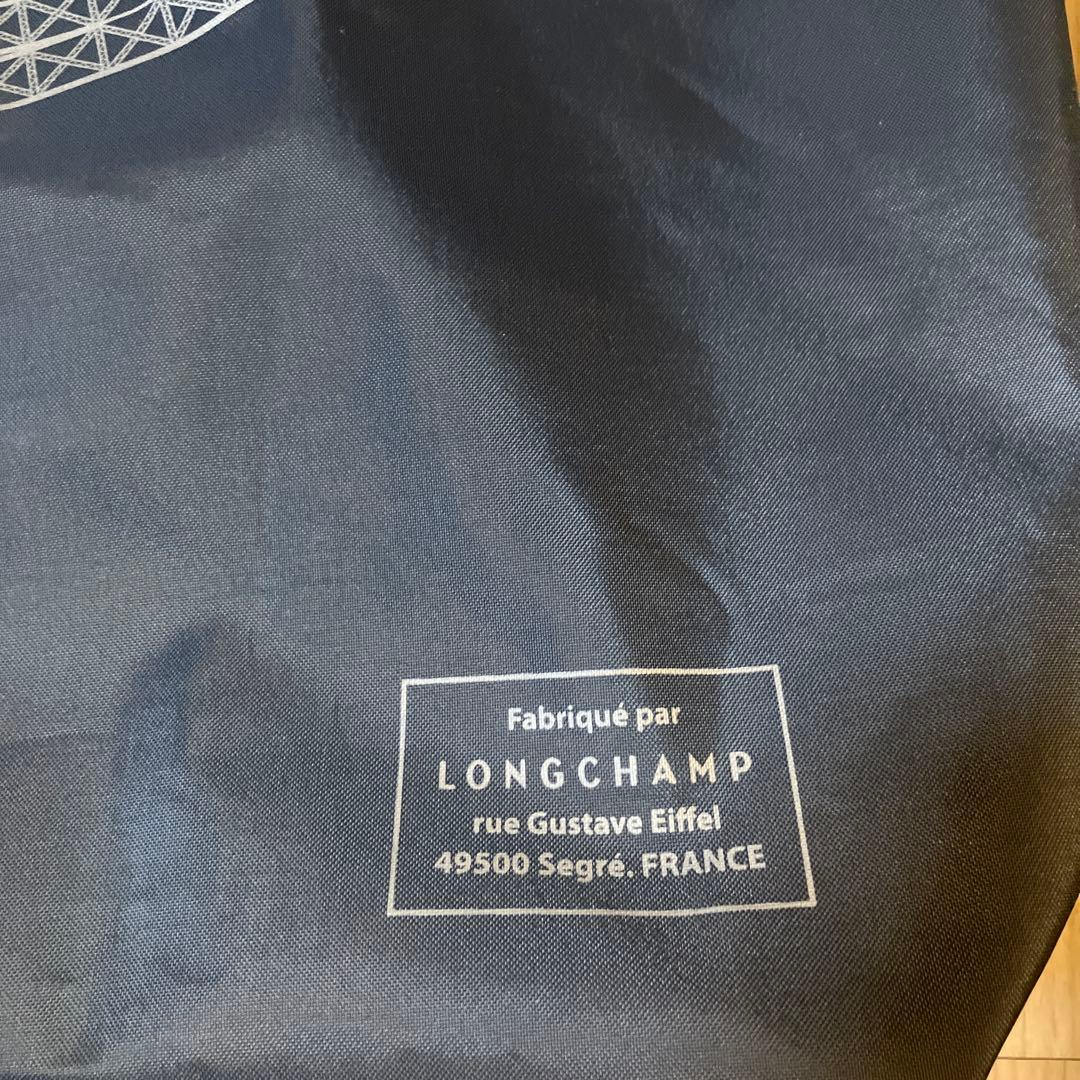 Fabriqué par
LONGCHAMP
rue Gustave Eiffel
49500 Segré. FRANCE